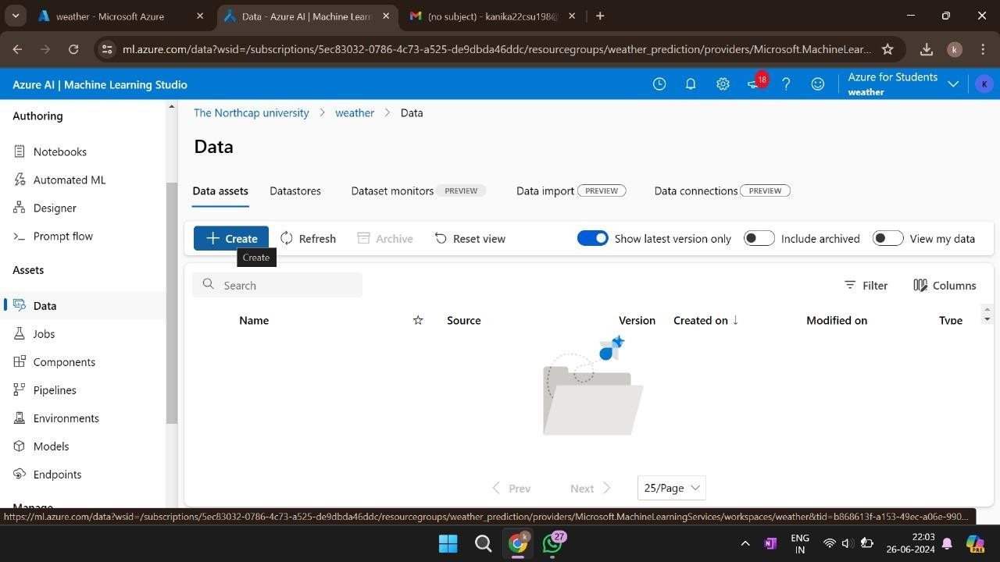 weather - Microsoft Azure
Data - Azure AI | Machine Learn
(no subject) - kanika22csu198@
ml.azure.com/data?wsid=/subscriptions/5ec83032-0786-4c73-a525-de9dbda46ddc/resourcegroups/weather_prediction/providers/Microsoft.MachineLear...
k
Azure AI | Machine Learning Studio
18
Azure for Students
weather
K
Authoring
Notebooks
Automated ML
Designer
Prompt flow
Assets
Data
Jobs
Components
Pipelines
Environments
Models
Endpoints
Manage
The Northcap university > weather > Data
Data
Data assets
Datastores
Dataset monitors PREVIEW
Data import PREVIEW
Data connections PREVIEW
Create
Refresh
Archive
Reset view
Show latest version only
Include archived
View my data
Create
Search
Filter
Columns
Name
Source
Version
Created on ↓
Modified on
Type
Prev
Next
25/Page
https://ml.azure.com/data?wsid=/subscriptions/5ec83032-0786-4c73-a525-de9dbda46ddc/resourcegroups/weather_prediction/providers/Microsoft.MachineLearningServices/workspaces/weather&tid=b868613f-a153-49ec-a06e-990...
k
27
ENG
IN
22:03
26-06-2024
PRE